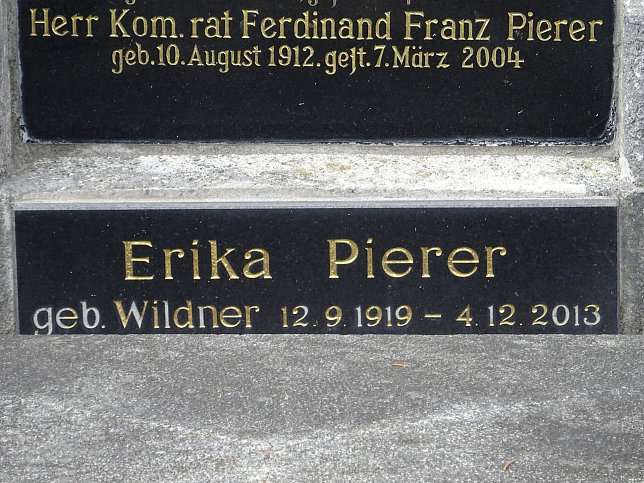 Herr Kom. rat Ferdinand Franz Pierer
geb. 10. August 1912. gest. 7. März 2004
Erika Pierer
geb. Wildner 12. 9. 1919 – 4. 12. 2013